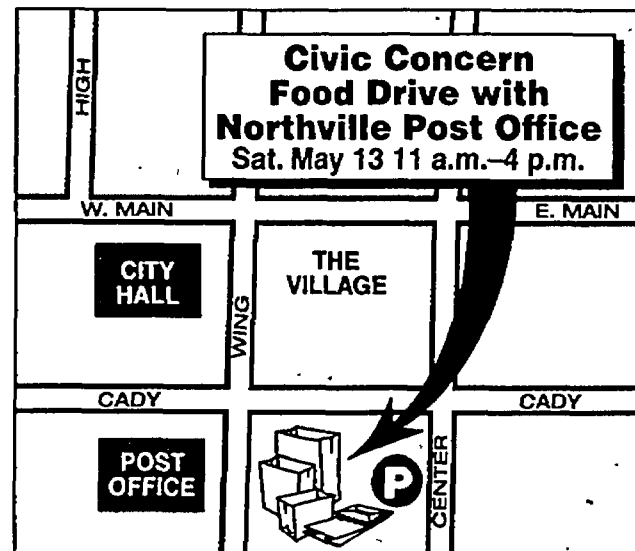 Civic Concern
Food Drive with
Northville Post Office
Sat. May 13 11 a.m.–4 p.m.
HIGH
W. MAIN
E. MAIN
CITY
HALL
THE
VILLAGE
WING
CADY
CADY
POST
OFFICE
P
CENTER